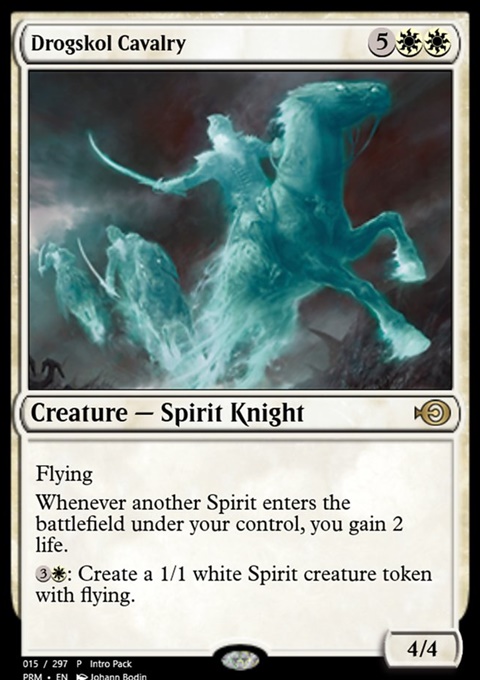 Drogskol Cavalry 5
Creature — Spirit Knight
Flying
Whenever another Spirit enters the
battlefield under your control, you gain 2
life.
3: Create a 1/1 white Spirit creature token
with flying.
4/4
015 / 297 P Intro Pack
PRM • EN Johann Bodin